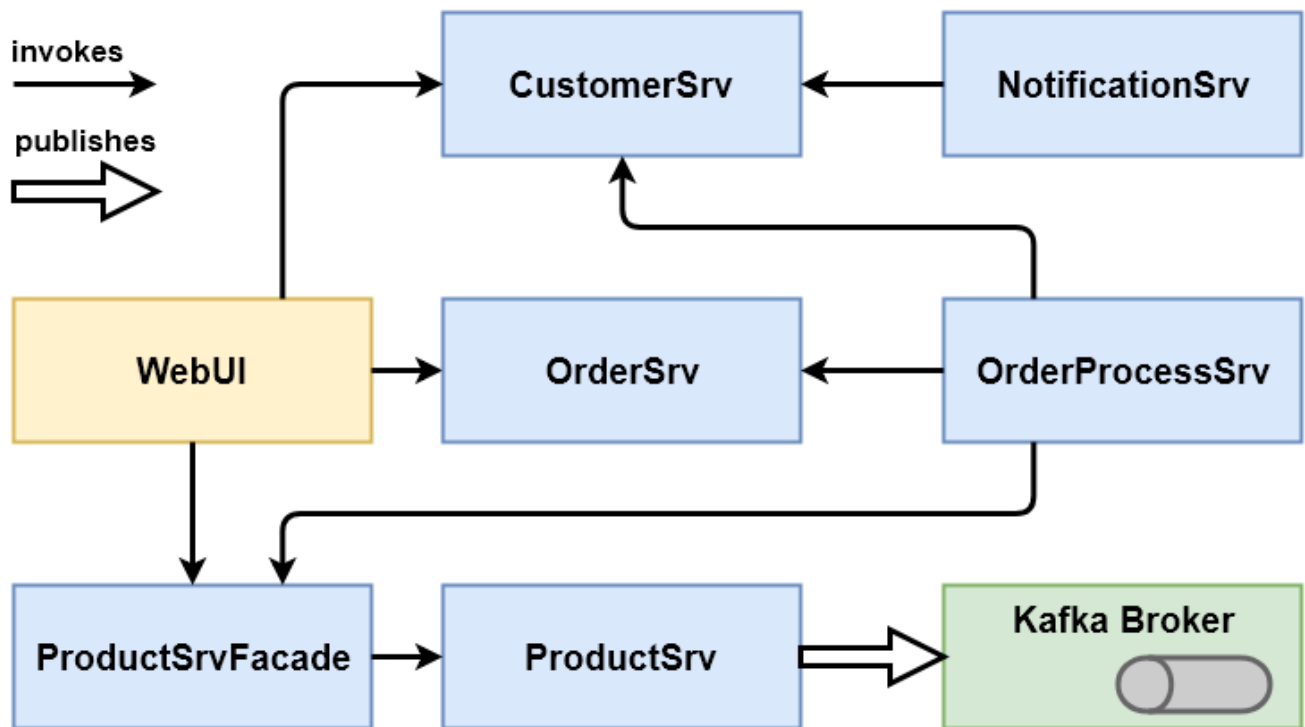 invokes
publishes
CustomerSrv
NotificationSrv
WebUI
OrderSrv
OrderProcessSrv
ProductSrvFacade
ProductSrv
Kafka Broker